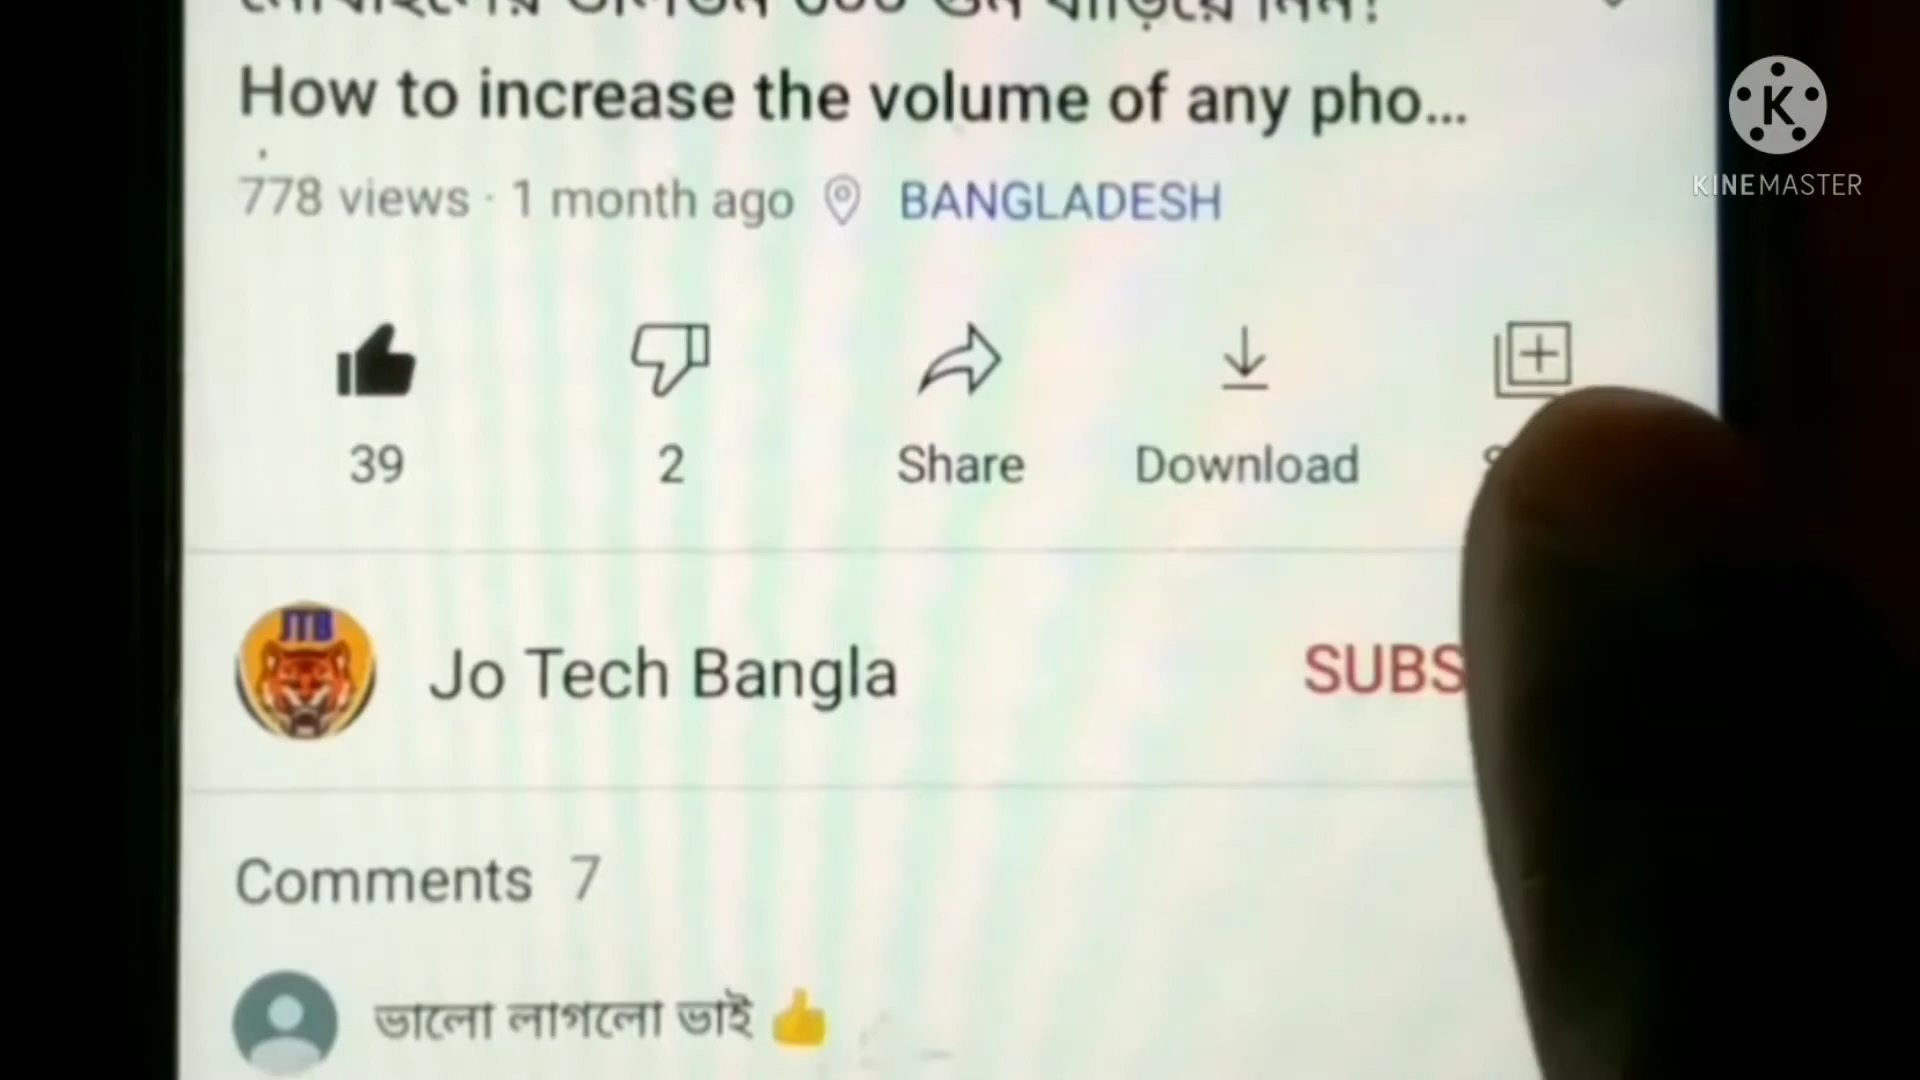 How to increase the volume of any pho...
778 views · 1 month ago BANGLADESH
39 2 Share Download
JTB
Jo Tech Bangla SUBS
Comments 7
ভালো লাগলো ভাই 👍
K
KINEMASTER